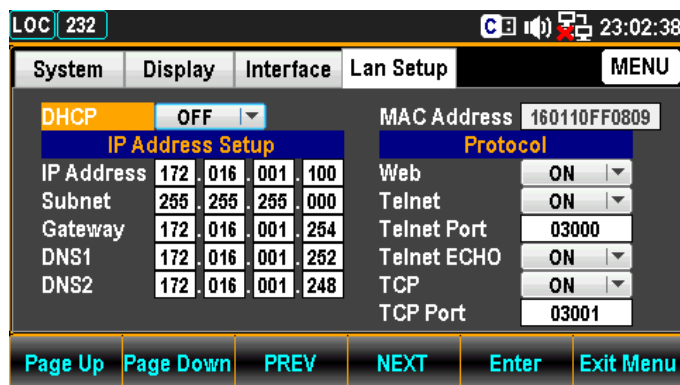 LOC 232 C 23:02:38
System Display Interface Lan Setup MENU
DHCP OFF MAC Address 160110FF0809
IP Address Setup Protocol
IP Address 172 . 016 . 001 . 100 Web ON
Subnet 255 . 255 . 255 . 000 Telnet ON
Gateway 172 . 016 . 001 . 254 Telnet Port 03000
DNS1 172 . 016 . 001 . 252 Telnet ECHO ON
DNS2 172 . 016 . 001 . 248 TCP ON
TCP Port 03001
Page Up Page Down PREV NEXT Enter Exit Menu